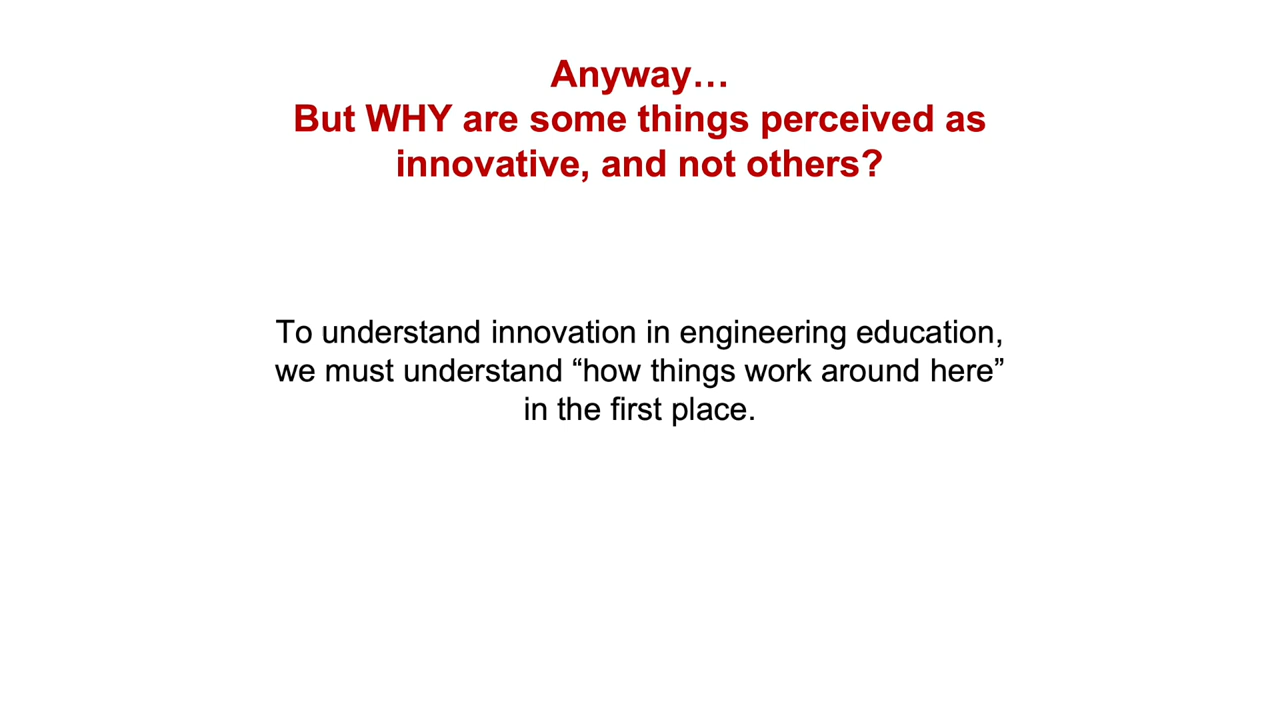 Anyway…
But WHY are some things perceived as
innovative, and not others?
To understand innovation in engineering education,
we must understand “how things work around here”
in the first place.